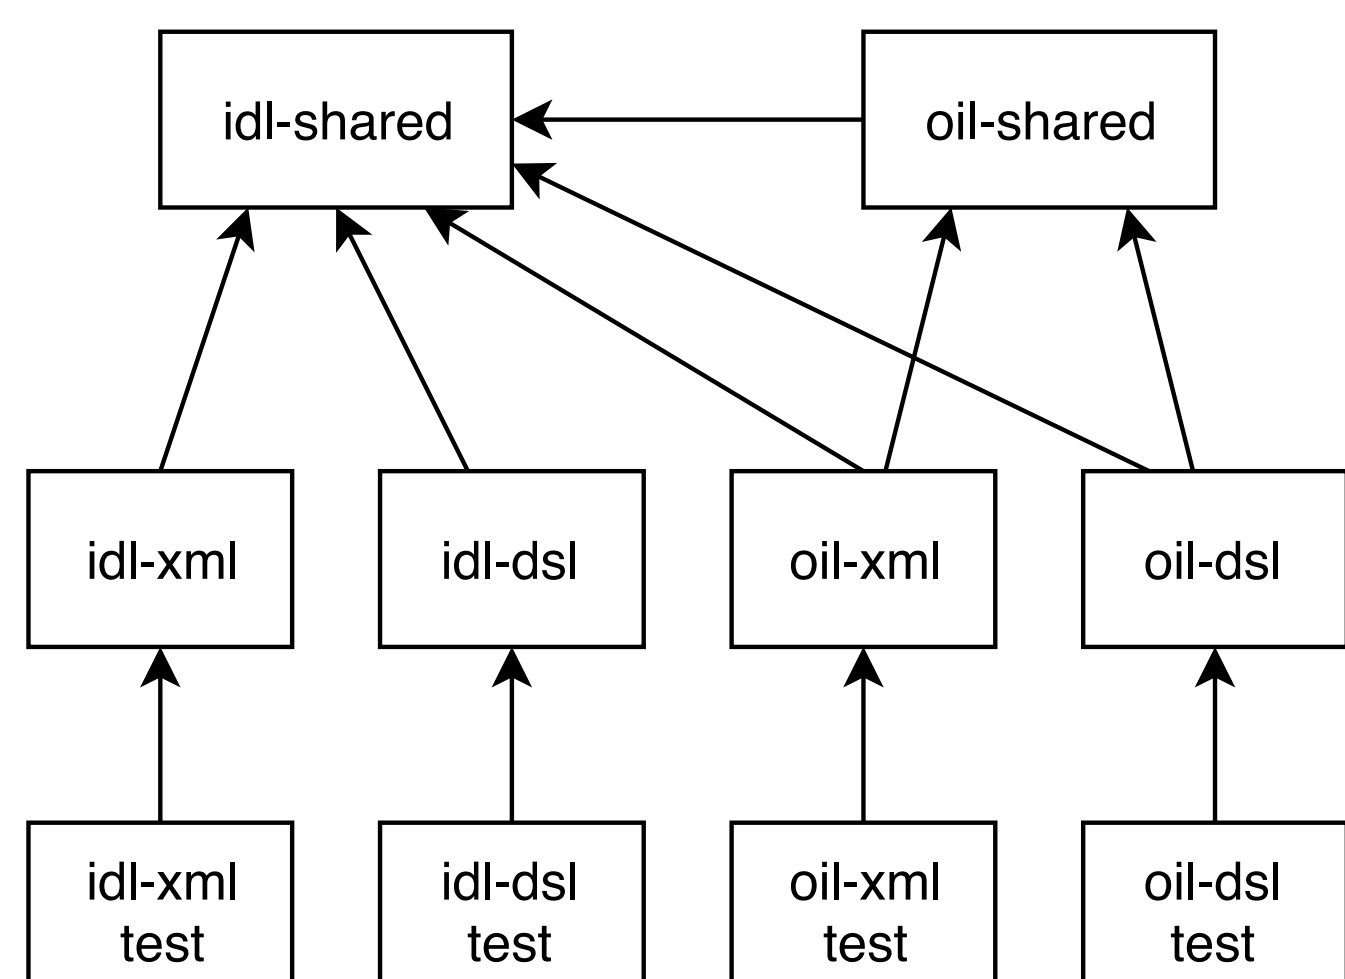 idl-shared
oil-shared
idl-xml
idl-dsl
oil-xml
oil-dsl
idl-xml
test
idl-dsl
test
oil-xml
test
oil-dsl
test